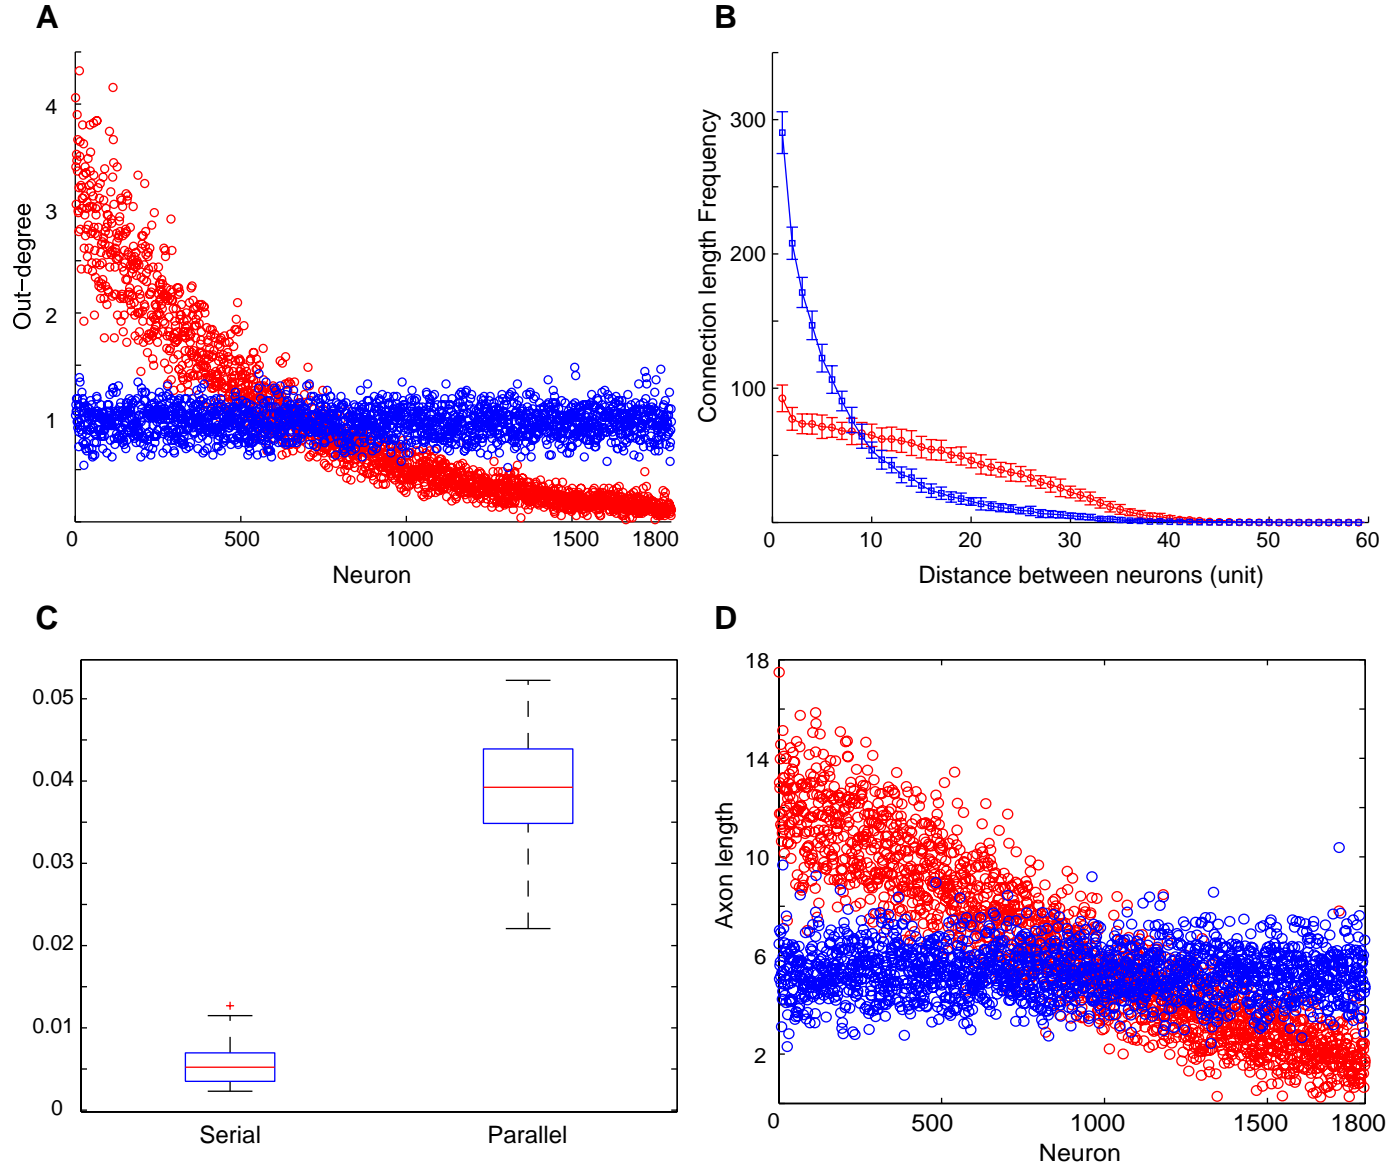 A
Out-degree
4
3
2
1
0
500
1000
1500
1800
Neuron
B
Connection length Frequency
300
200
100
0
10
20
30
40
50
60
Distance between neurons (unit)
C
0.05
0.04
0.03
0.02
0.01
0
Serial
Parallel
D
Axon length
18
14
10
6
2
0
500
1000
1500
1800
Neuron